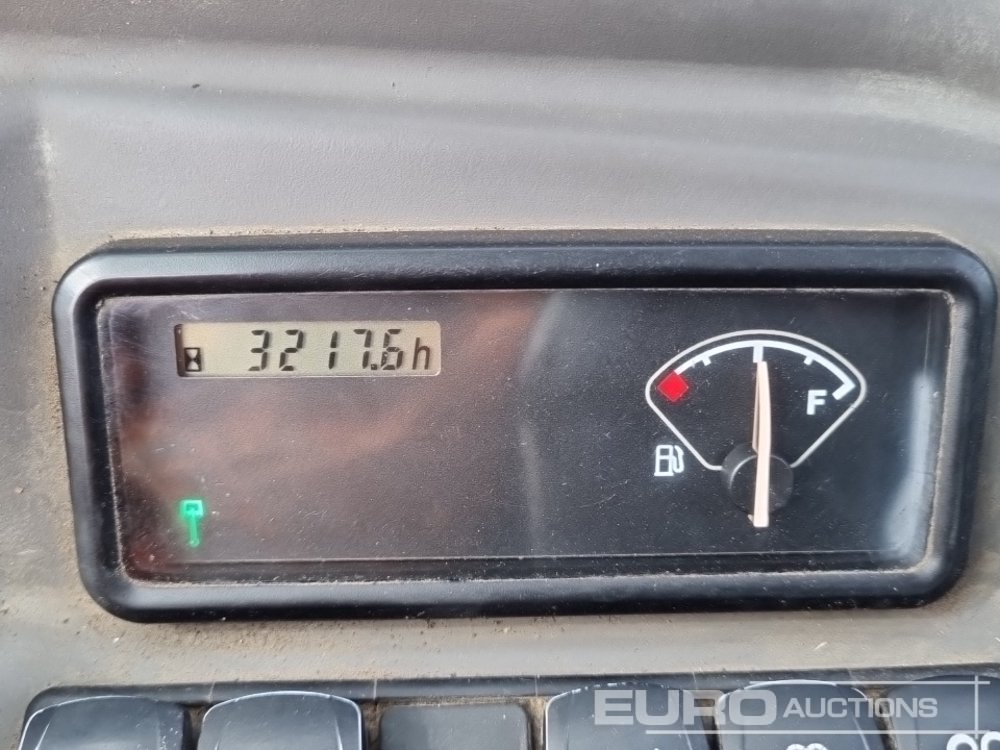 3217.6h
F
EURO AUCTIONS